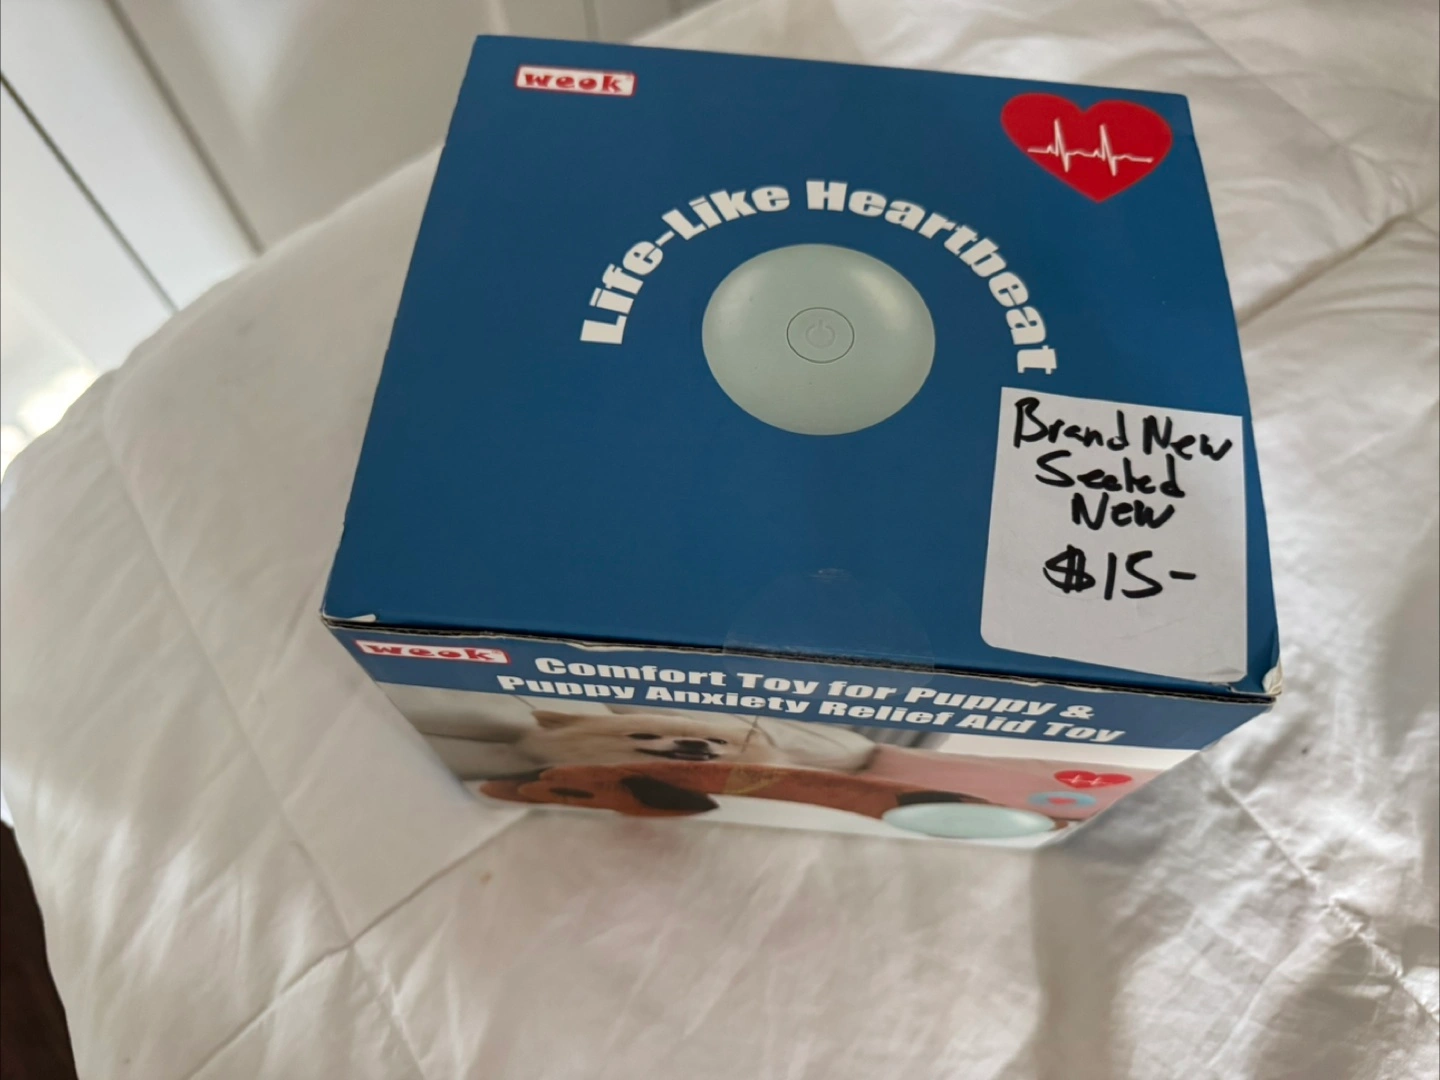 weok
Life-Like Heartbeat
Brand New
Sealed
New
$15-
weok
Comfort Toy for Puppy &
Puppy Anxiety Relief Aid Toy